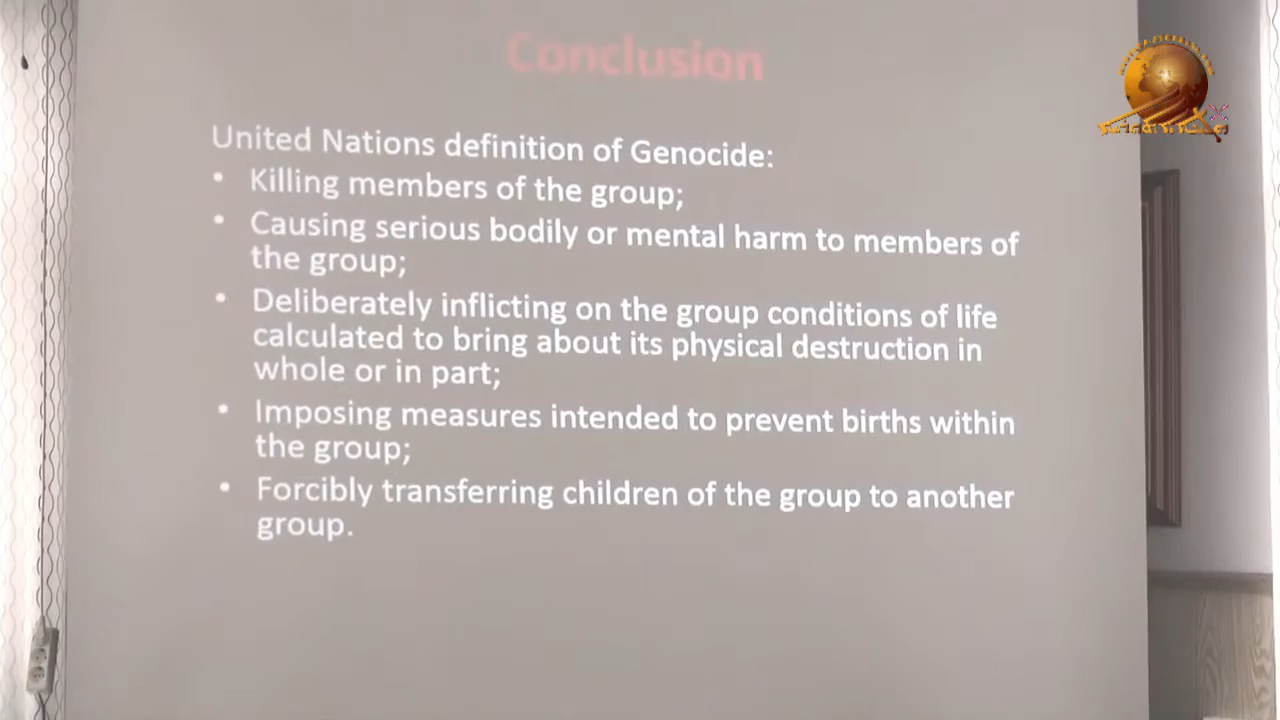 Conclusion
United Nations definition of Genocide:
• Killing members of the group;
• Causing serious bodily or mental harm to members of
the group;
• Deliberately inflicting on the group conditions of life
calculated to bring about its physical destruction in
whole or in part;
• Imposing measures intended to prevent births within
the group;
• Forcibly transferring children of the group to another
group.